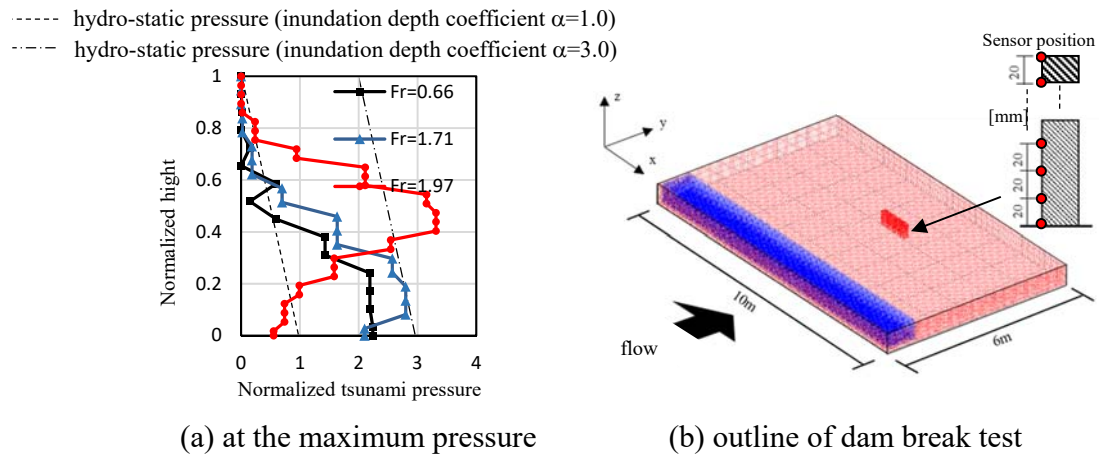 hydro-static pressure (inundation depth coefficient α=1.0)
hydro-static pressure (inundation depth coefficient α=3.0)
1
0.8
0.6
0.4
0.2
0
0 1 2 3 4
Normalized hight
Normalized tsunami pressure
Fr=0.66
Fr=1.71
Fr=1.97
(a) at the maximum pressure
Sensor position
20
[mm]
20
20
20
z
y
x
flow
10m
6m
(b) outline of dam break test